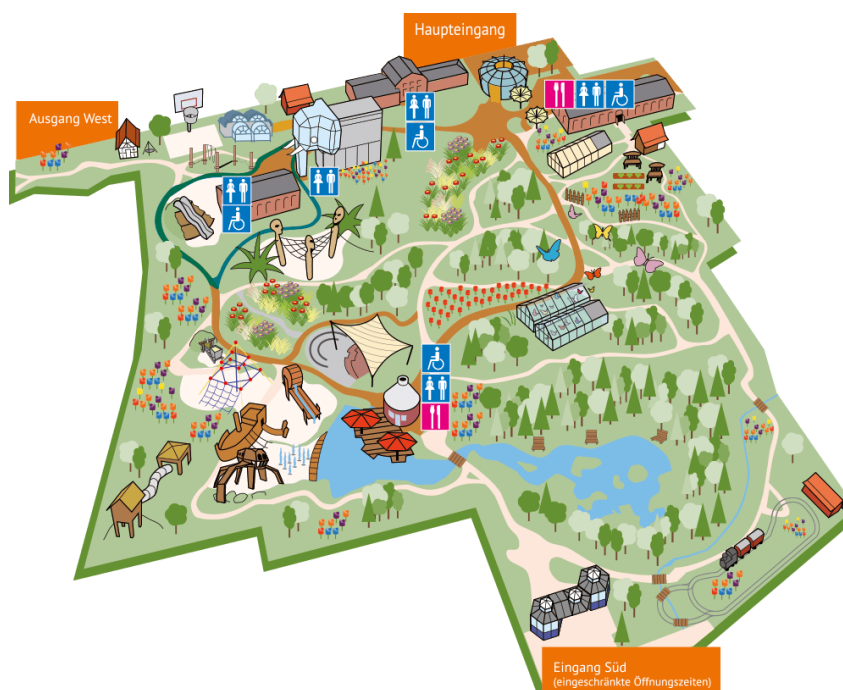 Haupteingang
Ausgang West
Eingang Süd
(eingeschränkte Öffnungszeiten)